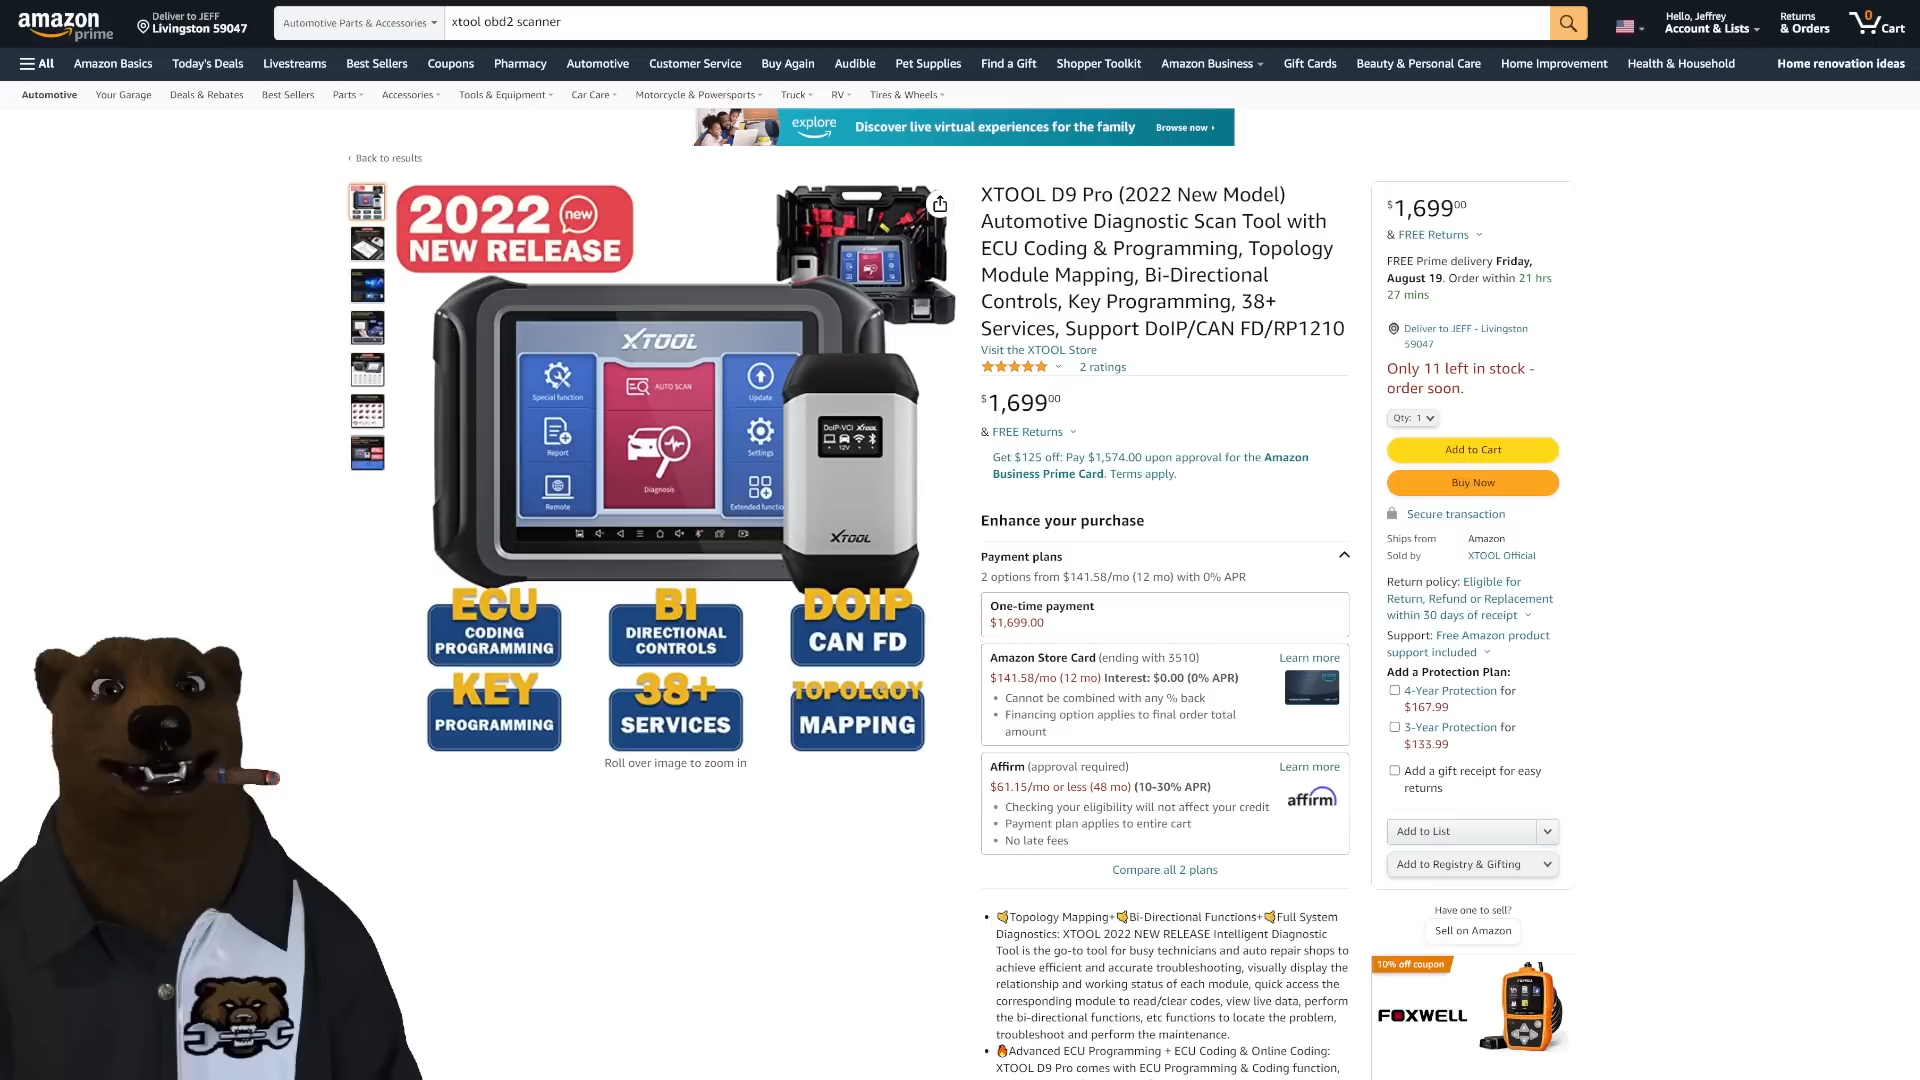 amazon
prime
Deliver to JEFF
Livingston 59047
Automotive Parts & Accessories
xtool obd2 scanner
Hello, Jeffrey
Account & Lists
Returns
& Orders
0
Cart
All
Amazon Basics
Today's Deals
Livestreams
Best Sellers
Coupons
Pharmacy
Automotive
Customer Service
Buy Again
Audible
Pet Supplies
Find a Gift
Shopper Toolkit
Amazon Business
Gift Cards
Beauty & Personal Care
Home Improvement
Health & Household
Home renovation ideas
Automotive
Your Garage
Deals & Rebates
Best Sellers
Parts
Accessories
Tools & Equipment
Car Care
Motorcycle & Powersports
Truck
RV
Tires & Wheels
explore
Discover live virtual experiences for the family
Browse now
‹ Back to results
2022 new
NEW RELEASE
XTOOL
Special function
AUTO SCAN
Update
Report
Diagnosis
Settings
Remote
Extended functio
DoIP-VCI XTOOL
12V
XTOOL
ECU
CODING
PROGRAMMING
BI
DIRECTIONAL
CONTROLS
DOIP
CAN FD
KEY
PROGRAMMING
38+
SERVICES
TOPOLGOY
MAPPING
Roll over image to zoom in
XTOOL D9 Pro (2022 New Model)
Automotive Diagnostic Scan Tool with
ECU Coding & Programming, Topology
Module Mapping, Bi-Directional
Controls, Key Programming, 38+
Services, Support DoIP/CAN FD/RP1210
Visit the XTOOL Store
2 ratings
$1,69900
& FREE Returns
Get $125 off: Pay $1,574.00 upon approval for the Amazon
Business Prime Card. Terms apply.
Enhance your purchase
Payment plans
2 options from $141.58/mo (12 mo) with 0% APR
One-time payment
$1,699.00
Amazon Store Card (ending with 3510)
Learn more
$141.58/mo (12 mo) Interest: $0.00 (0% APR)
• Cannot be combined with any % back
• Financing option applies to final order total
amount
Affirm (approval required)
Learn more
$61.15/mo or less (48 mo) (10-30% APR)
affirm
• Checking your eligibility will not affect your credit
• Payment plan applies to entire cart
• No late fees
Compare all 2 plans
• Topology Mapping+Bi-Directional Functions+Full System
Diagnostics: XTOOL 2022 NEW RELEASE Intelligent Diagnostic
Tool is the go-to tool for busy technicians and auto repair shops to
achieve efficient and accurate troubleshooting, visually display the
relationship and working status of each module, quick access the
corresponding module to read/clear codes, view live data, perform
the bi-directional functions, etc functions to locate the problem,
troubleshoot and perform the maintenance.
• Advanced ECU Programming + ECU Coding & Online Coding:
XTOOL D9 Pro comes with ECU Programming & Coding function,
$1,69900
& FREE Returns
FREE Prime delivery Friday,
August 19. Order within 21 hrs
27 mins
Deliver to JEFF - Livingston
59047
Only 11 left in stock -
order soon.
Qty: 1
Add to Cart
Buy Now
Secure transaction
Ships from Amazon
Sold by XTOOL Official
Return policy: Eligible for
Return, Refund or Replacement
within 30 days of receipt
Support: Free Amazon product
support included
Add a Protection Plan:
4-Year Protection for
$167.99
3-Year Protection for
$133.99
Add a gift receipt for easy
returns
Add to List
Add to Registry & Gifting
Have one to sell?
Sell on Amazon
10% off coupon
FOXWELL